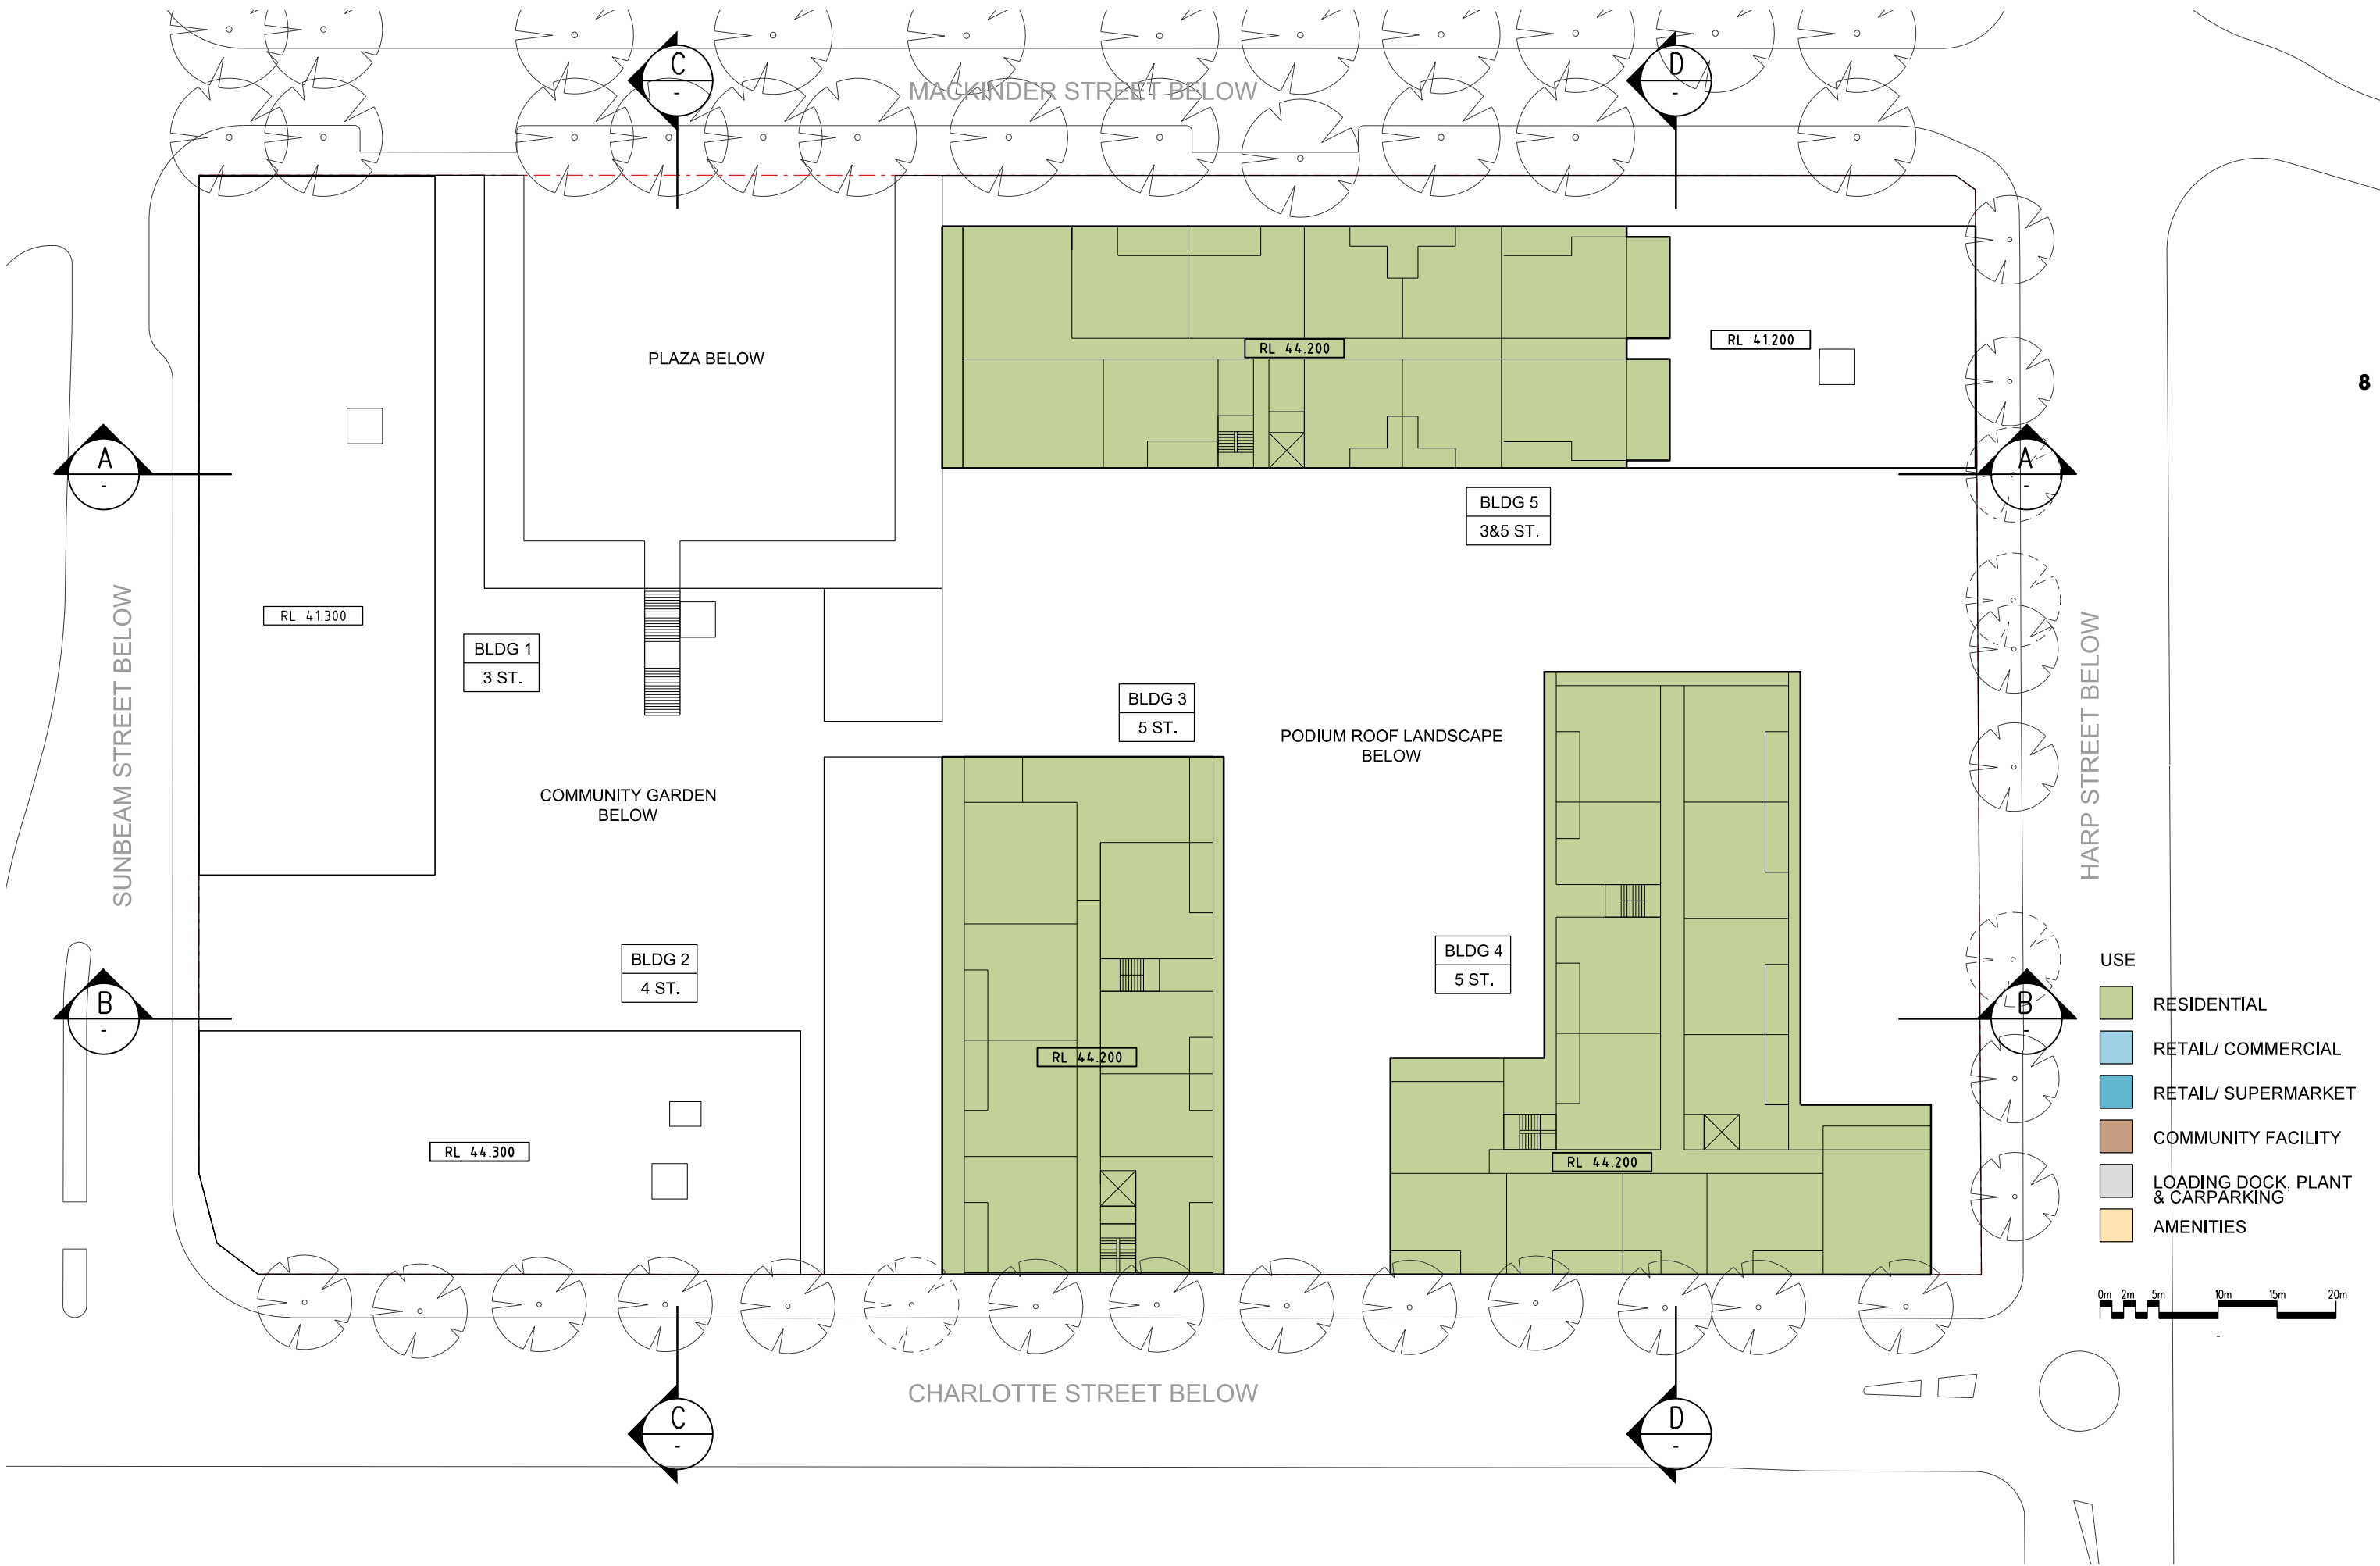 C
-
MACKINDER STREET BELOW
D
-
PLAZA BELOW
RL 44.200
RL 41.200
8
A
-
A
-
BLDG 5
3&5 ST.
SUNBEAM STREET BELOW
RL 41.300
BLDG 1
3 ST.
HARP STREET BELOW
BLDG 3
5 ST.
PODIUM ROOF LANDSCAPE
BELOW
COMMUNITY GARDEN
BELOW
BLDG 2
4 ST.
BLDG 4
5 ST.
B
-
B
-
RL 44.200
RL 44.300
RL 44.200
USE
RESIDENTIAL
RETAIL/ COMMERCIAL
RETAIL/ SUPERMARKET
COMMUNITY FACILITY
LOADING DOCK, PLANT
& CARPARKING
AMENITIES
0m 2m 5m 10m 15m 20m
-
CHARLOTTE STREET BELOW
C
-
D
-